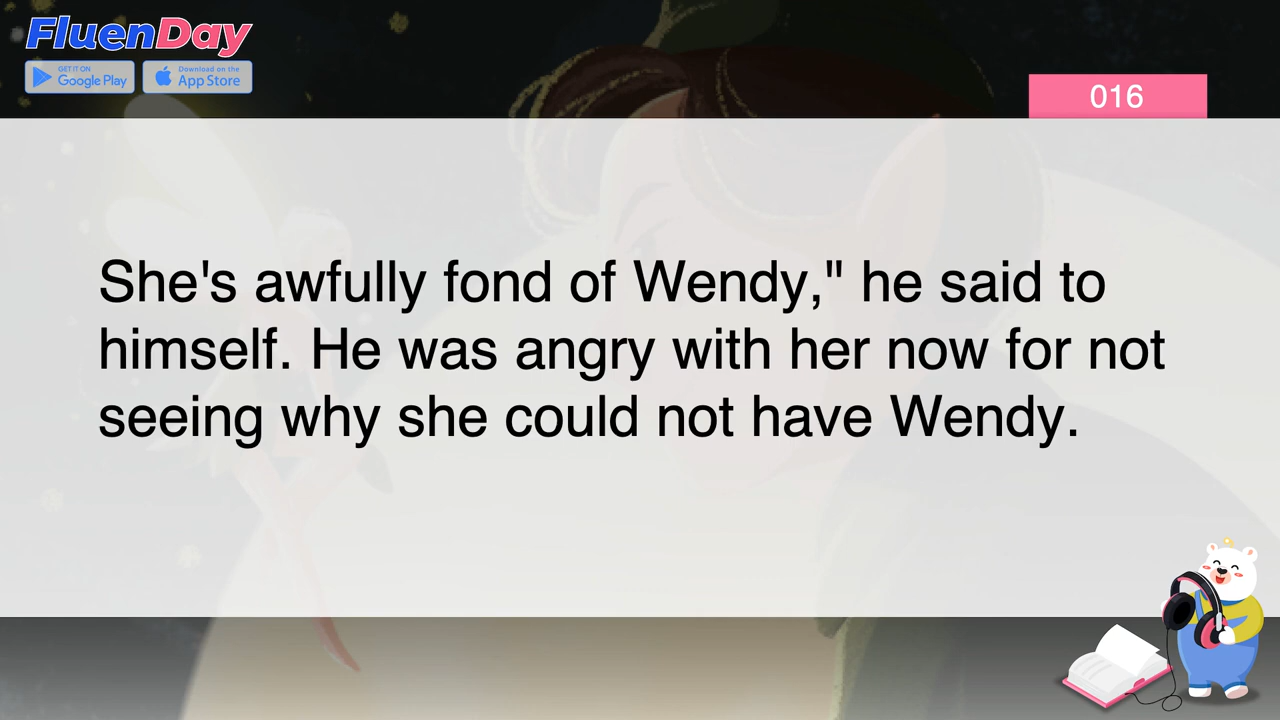 FluenDay
GET IT ON
Google Play
Download on the
App Store
016
She's awfully fond of Wendy," he said to
himself. He was angry with her now for not
seeing why she could not have Wendy.